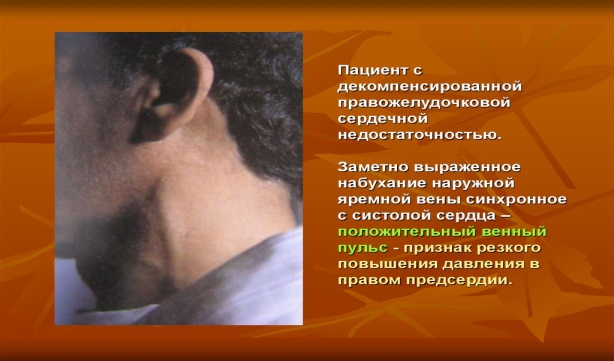 Пациент с
декомпенсированной
правожелудочковой
сердечной
недостаточностью.
Заметно выраженное
набухание наружной
яремной вены синхронное
с систолой сердца –
положительный венный
пульс - признак резкого
повышения давления в
правом предсердии.